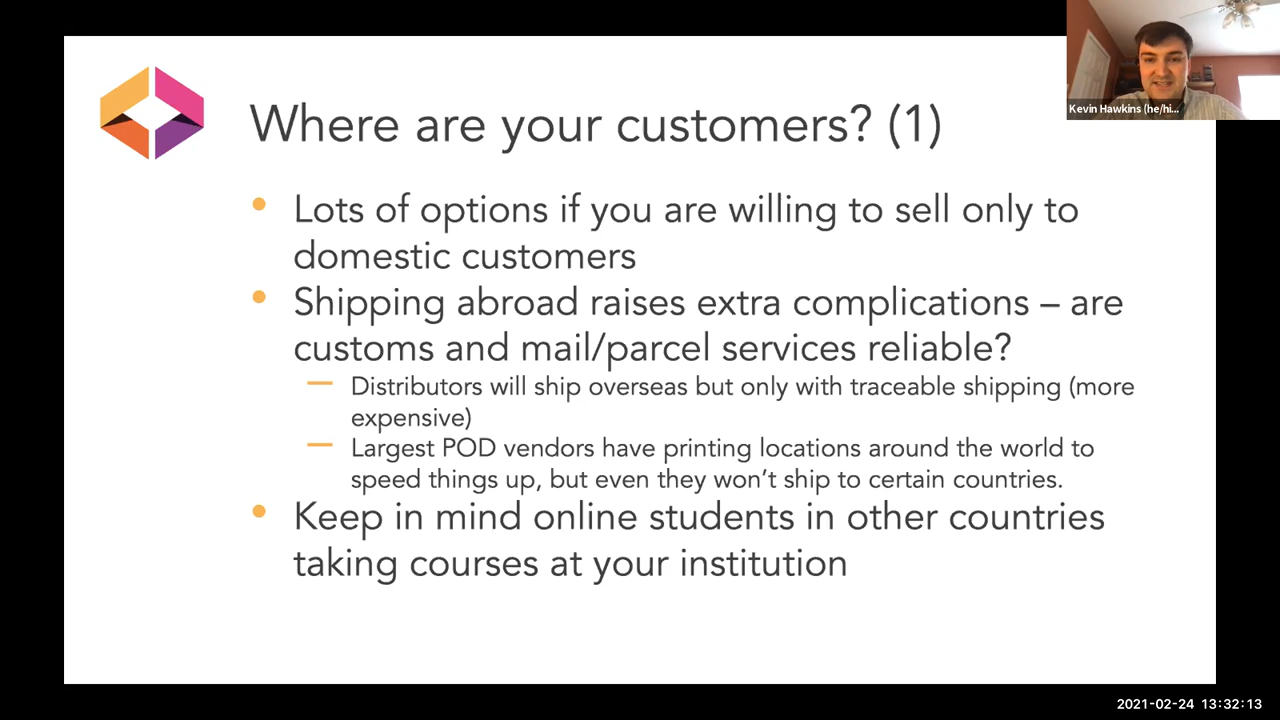 Where are your customers? (1)
Kevin Hawkins (he/hi...
• Lots of options if you are willing to sell only to
domestic customers
• Shipping abroad raises extra complications – are
customs and mail/parcel services reliable?
— Distributors will ship overseas but only with traceable shipping (more
expensive)
— Largest POD vendors have printing locations around the world to
speed things up, but even they won’t ship to certain countries.
• Keep in mind online students in other countries
taking courses at your institution
2021-02-24 13:32:13